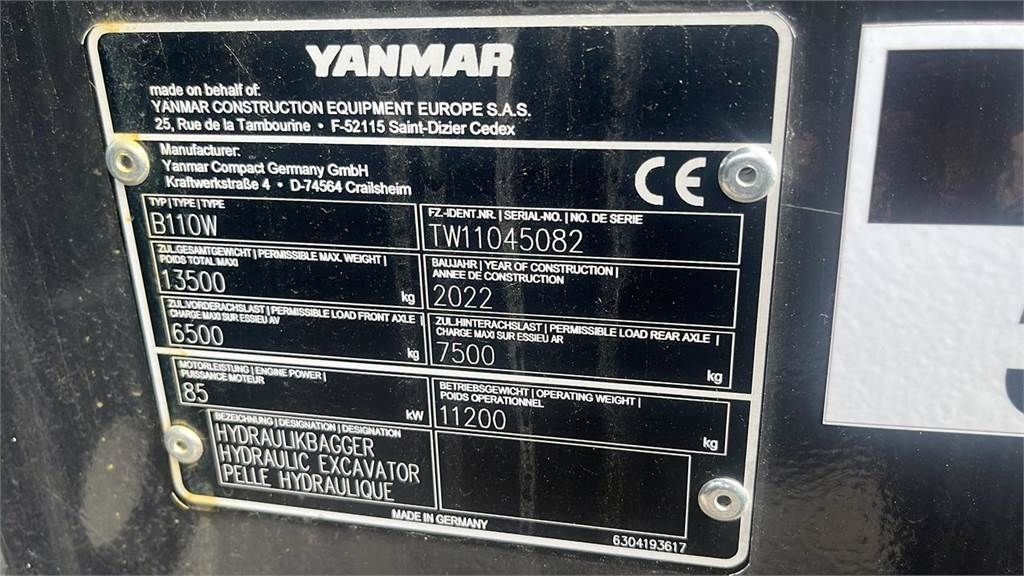 YANMAR
made on behalf of:
YANMAR CONSTRUCTION EQUIPMENT EUROPE S.A.S.
25, Rue de la Tambourine • F-52115 Saint-Dizier Cedex
Manufacturer:
Yanmar Compact Germany GmbH
Kraftwerkstraße 4 • D-74564 Crailsheim
CE
TYP | TYPE | TYPE
B110W
FZ.-IDENT.NR. | SERIAL-NO. | NO. DE SERIE
TW11045082
ZUL.GESAMTGEWICHT | PERMISSIBLE MAX. WEIGHT |
POIDS TOTAL MAXI
13500 kg
BAUJAHR | YEAR OF CONSTRUCTION |
ANNEE DE CONSTRUCTION
2022
ZUL.VORDERACHSLAST | PERMISSIBLE LOAD FRONT AXLE |
CHARGE MAXI SUR ESSIEU AV
6500 kg
ZUL.HINTERACHSLAST | PERMISSIBLE LOAD REAR AXLE |
CHARGE MAXI SUR ESSIEU AR
7500 kg
MOTORLEISTUNG | ENGINE POWER |
PUISSANCE MOTEUR
85 kW
BETRIEBSGEWICHT | OPERATING WEIGHT |
POIDS OPERATIONNEL
11200 kg
BEZEICHNUNG | DESIGNATION | DESIGNATION
HYDRAULIKBAGGER
HYDRAULIC EXCAVATOR
PELLE HYDRAULIQUE
MADE IN GERMANY
6304193617